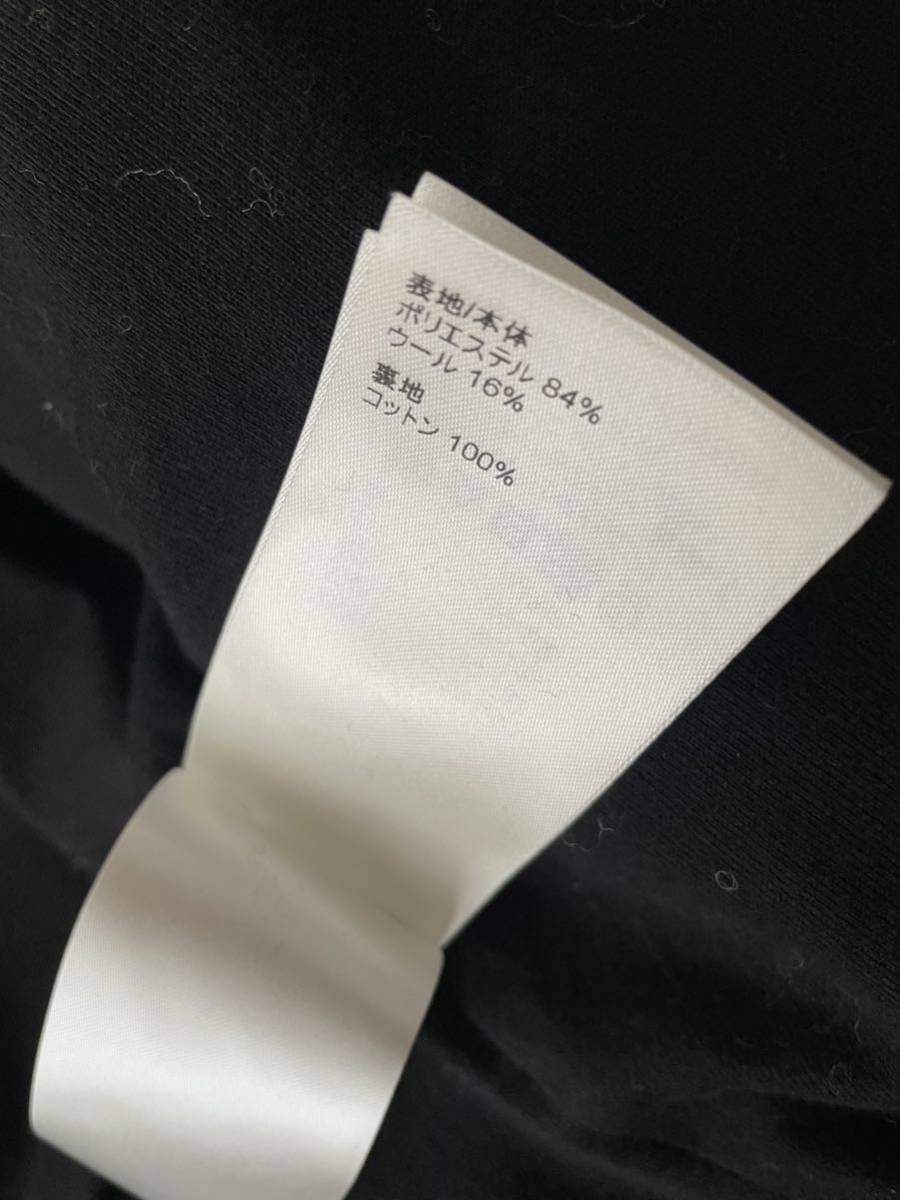 表地/本体
ポリエステル 84%
ウール 16%
裏地
コットン 100%